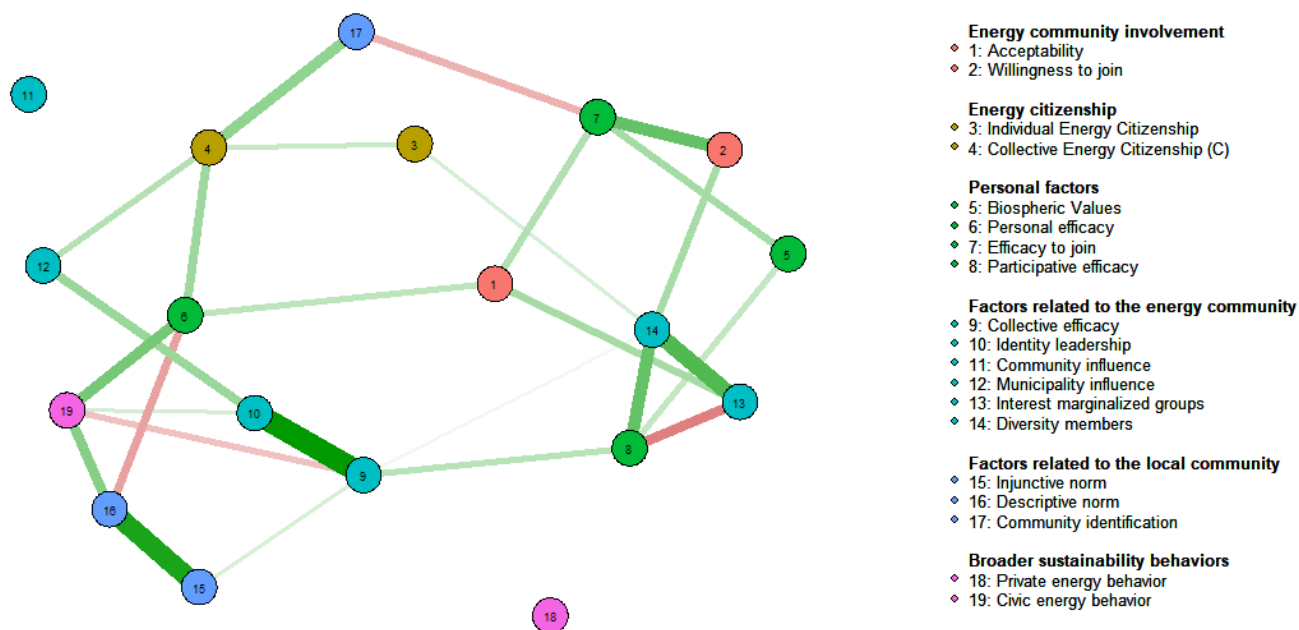 17
11
7
4
3
2
5
12
1
6
14
13
19
10
8
9
16
15
18
Energy community involvement
1: Acceptability
2: Willingness to join
Energy citizenship
3: Individual Energy Citizenship
4: Collective Energy Citizenship (C)
Personal factors
5: Biospheric Values
6: Personal efficacy
7: Efficacy to join
8: Participative efficacy
Factors related to the energy community
9: Collective efficacy
10: Identity leadership
11: Community influence
12: Municipality influence
13: Interest marginalized groups
14: Diversity members
Factors related to the local community
15: Injunctive norm
16: Descriptive norm
17: Community identification
Broader sustainability behaviors
18: Private energy behavior
19: Civic energy behavior